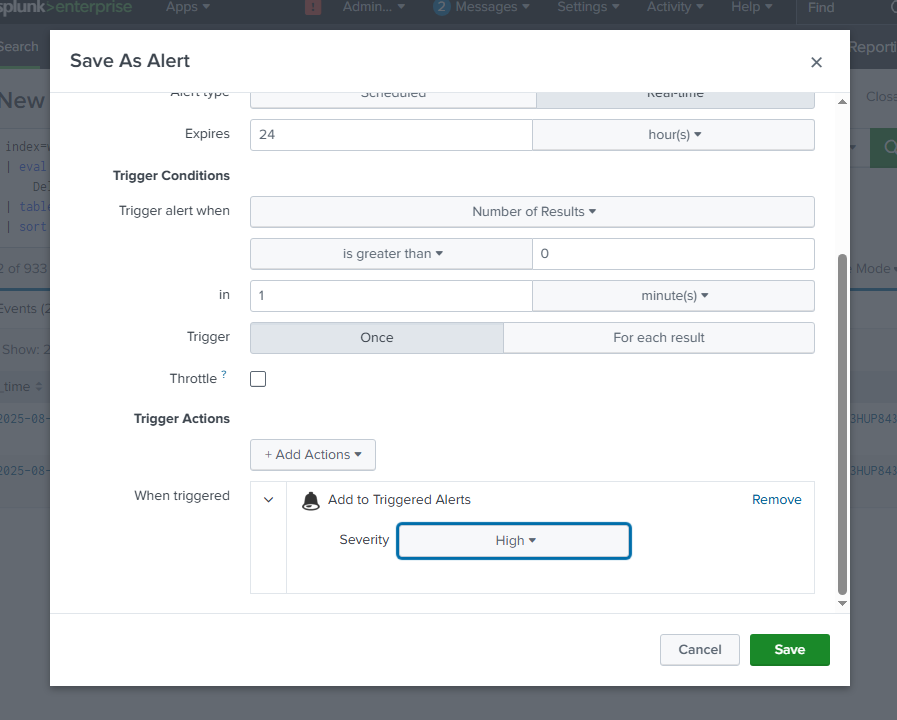 splunk>enterprise Apps ! Admin... 2 Messages Settings Activity Help Find
Search Reporti
Save As Alert ×
New Close
Alert type Scheduled Real-time
Expires 24 hour(s)
index=
| eval
Trigger Conditions
De
| table
Trigger alert when Number of Results
| sort
is greater than 0
2 of 933 Mode
in 1 minute(s)
Events (2
Trigger Once For each result
Show: 2
Throttle ?
_time
Trigger Actions
2025-08- 3HUP843
+ Add Actions
2025-08- 3HUP843
When triggered Add to Triggered Alerts Remove
Severity High
Cancel Save